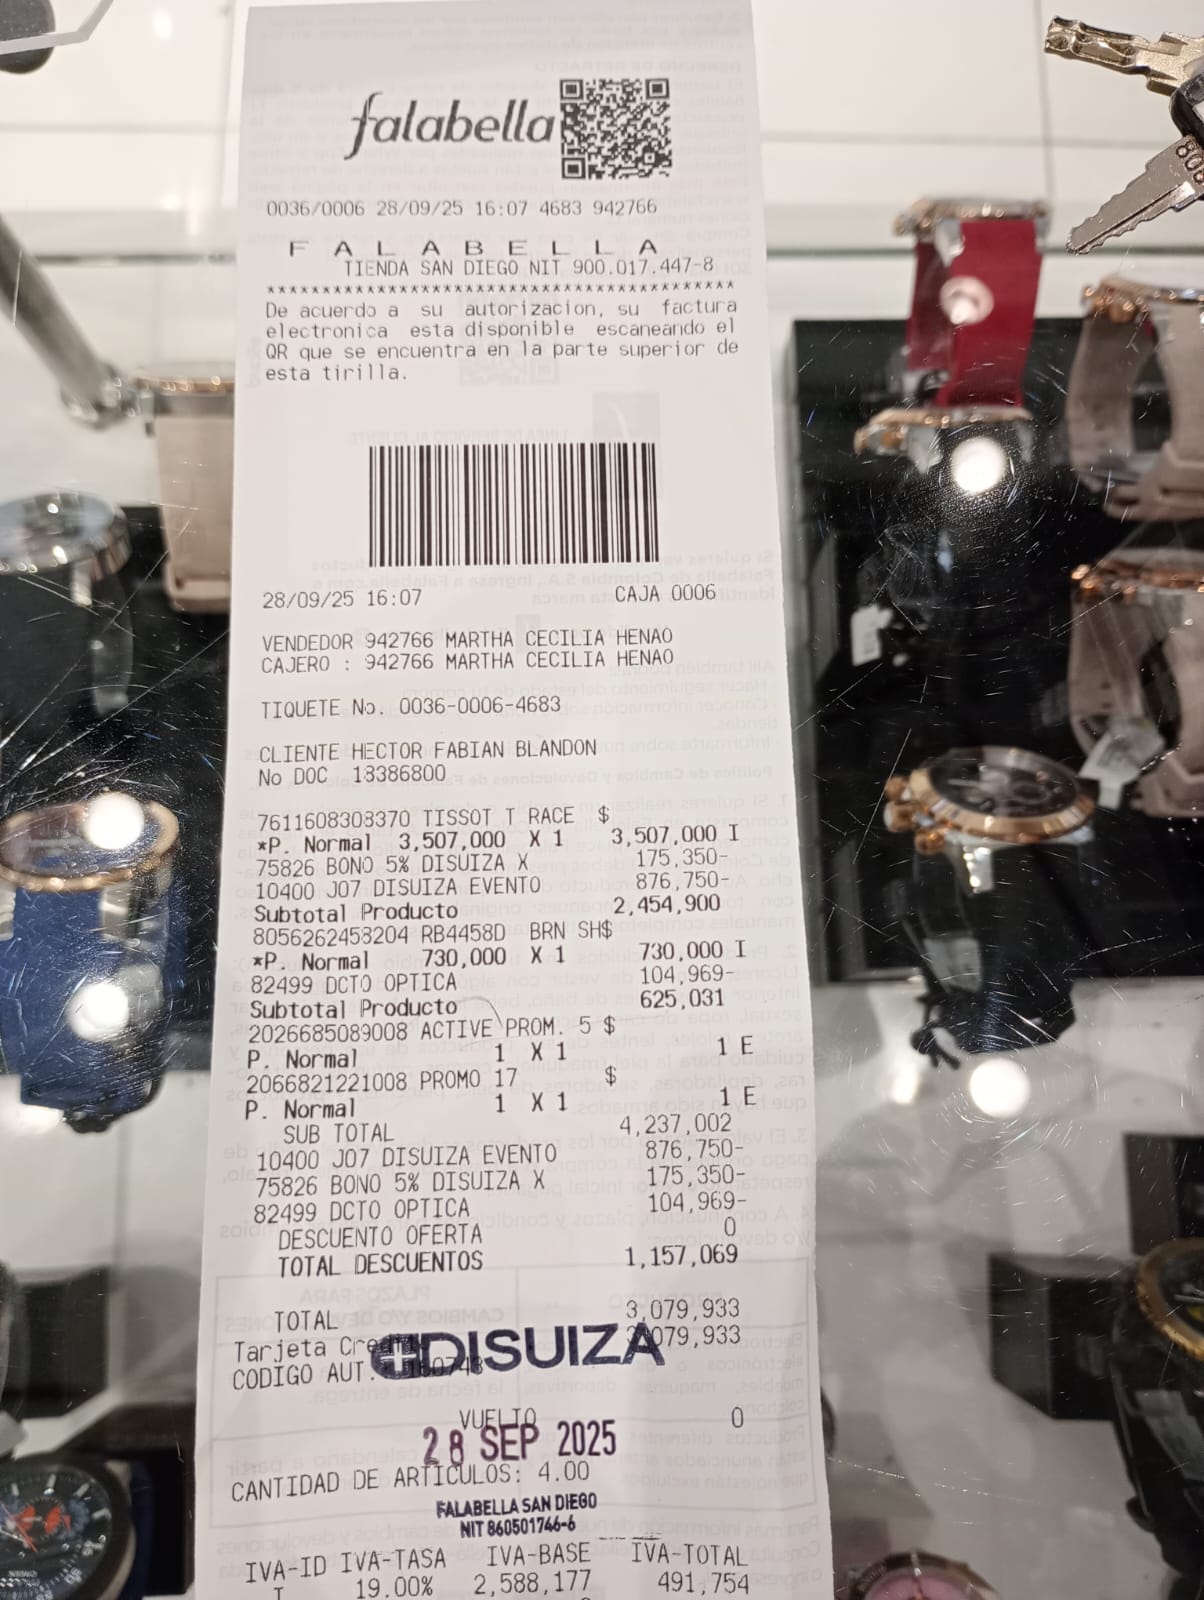 falabella
0036/0006 28/09/25 16:07 4683 942766
F A L A B E L L A
TIENDA SAN DIEGO NIT 900.017.447-8
******************************************
De acuerdo a su autorizacion, su factura
electronica esta disponible escaneando el
QR que se encuentra en la parte superior de
esta tirilla.
28/09/25 16:07 CAJA 0006
VENDEDOR 942766 MARTHA CECILIA HENAO
CAJERO : 942766 MARTHA CECILIA HENAO
TIQUETE No. 0036-0006-4683
CLIENTE HECTOR FABIAN BLANDON
No DOC 18386800
7611608308370 TISSOT T RACE $
*P. Normal 3,507,000 X 1 3,507,000 I
75826 BONO 5% DISUIZA X 175,350-
10400 J07 DISUIZA EVENTO 876,750-
Subtotal Producto 2,454,900
8056262458204 RB4458D BRN SH$
*P. Normal 730,000 X 1 730,000 I
82499 DCTO OPTICA 104,969-
Subtotal Producto 625,031
2026685089008 ACTIVE PROM. 5 $
P. Normal 1 X 1 1 E
2066821221008 PROMO 17 $
P. Normal 1 X 1 1 E
SUB TOTAL 4,237,002
10400 J07 DISUIZA EVENTO 876,750-
75826 BONO 5% DISUIZA X 175,350-
82499 DCTO OPTICA 104,969-
DESCUENTO OFERTA 0
TOTAL DESCUENTOS 1,157,069
TOTAL 3,079,933
Tarjeta Cred 3,079,933
DISUIZA
CODIGO AUT.
VUELTO 0
28 SEP 2025
CANTIDAD DE ARTICULOS: 4.00
FALABELLA SAN DIEGO
NIT 860501746-6
IVA-ID IVA-TASA IVA-BASE IVA-TOTAL
I 19.00% 2,588,177 491,754